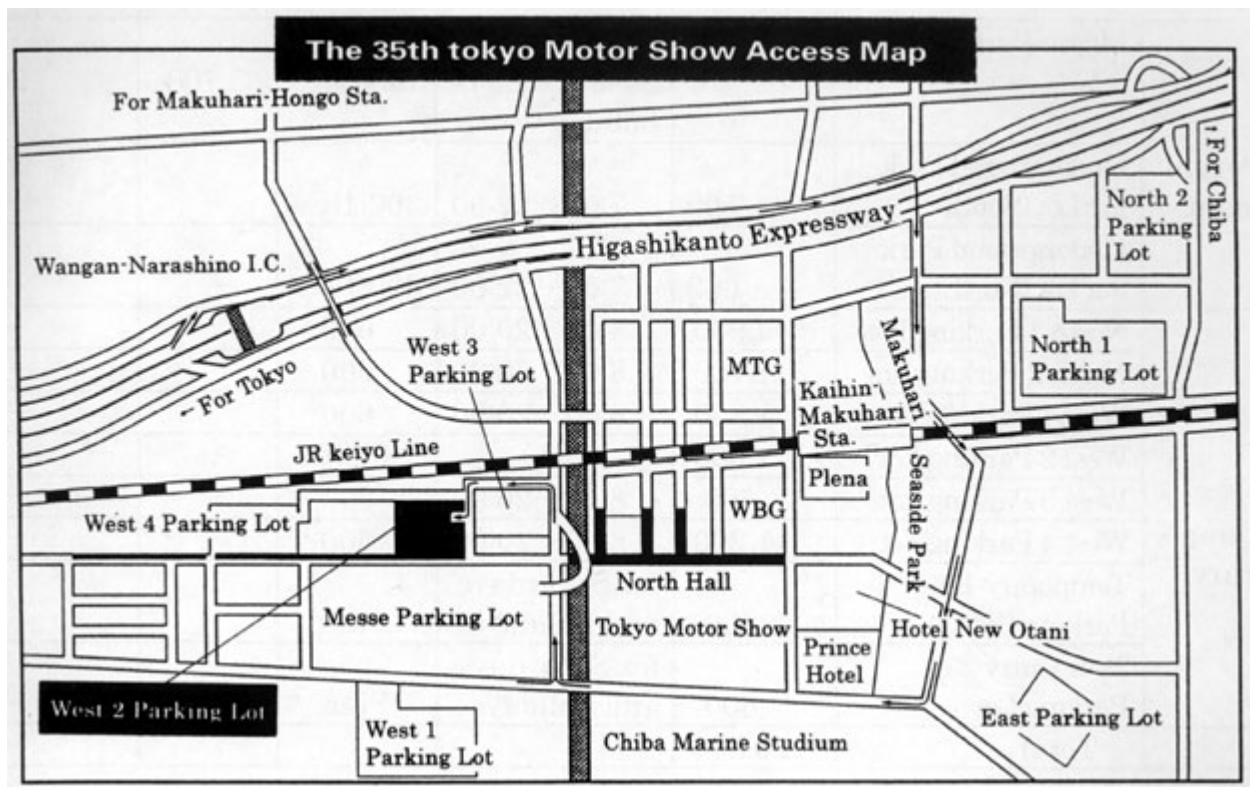 The 35th tokyo Motor Show Access Map
For Makuhari-Hongo Sta.
For Chiba
North 2
Parking
Lot
Higashikanto Expressway
Wangan-Narashino I.C.
For Tokyo
West 3
Parking Lot
MTG
Kaihin-
Makuhari
Sta.
Makuhari Seaside Park
North 1
Parking Lot
JR keiyo Line
Plena
West 4 Parking Lot
WBG
North Hall
Messe Parking Lot
Tokyo Motor Show
Hotel New Otani
Prince
Hotel
West 2 Parking Lot
West 1
Parking Lot
East Parking Lot
Chiba Marine Studium